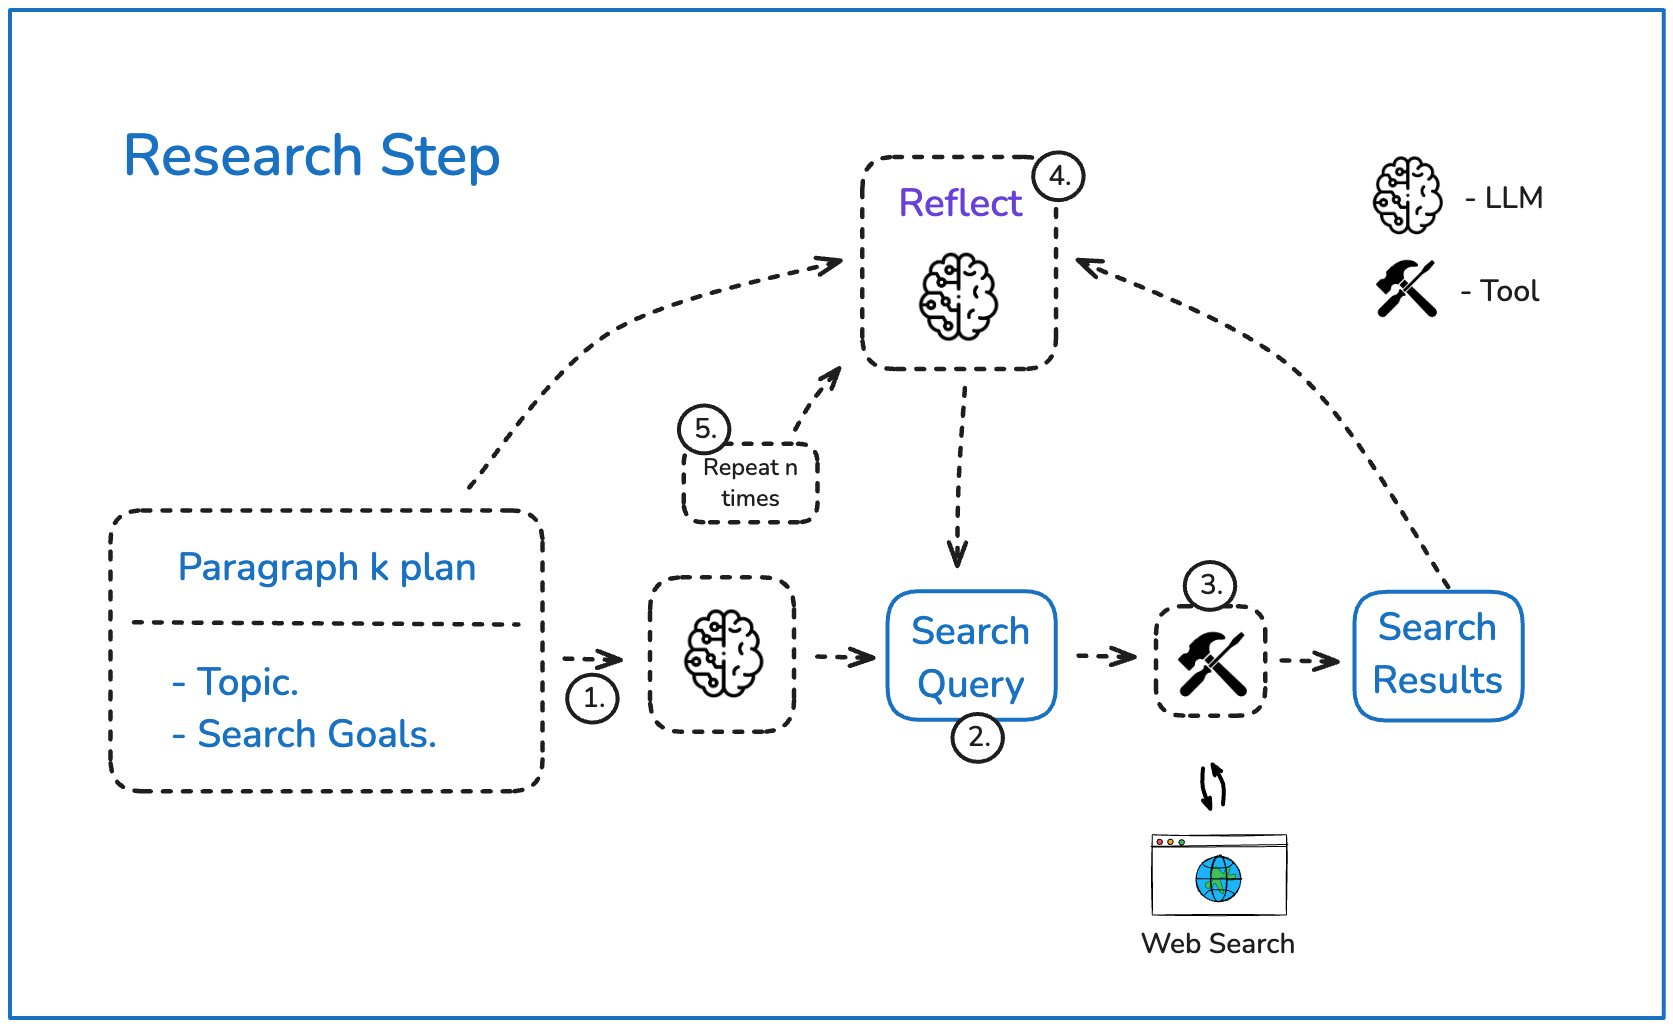 Research Step
4.
Reflect
- LLM
- Tool
5.
Repeat n
times
Paragraph k plan
- Topic.
- Search Goals.
1.
Search
Query
2.
3.
Search
Results
Web Search